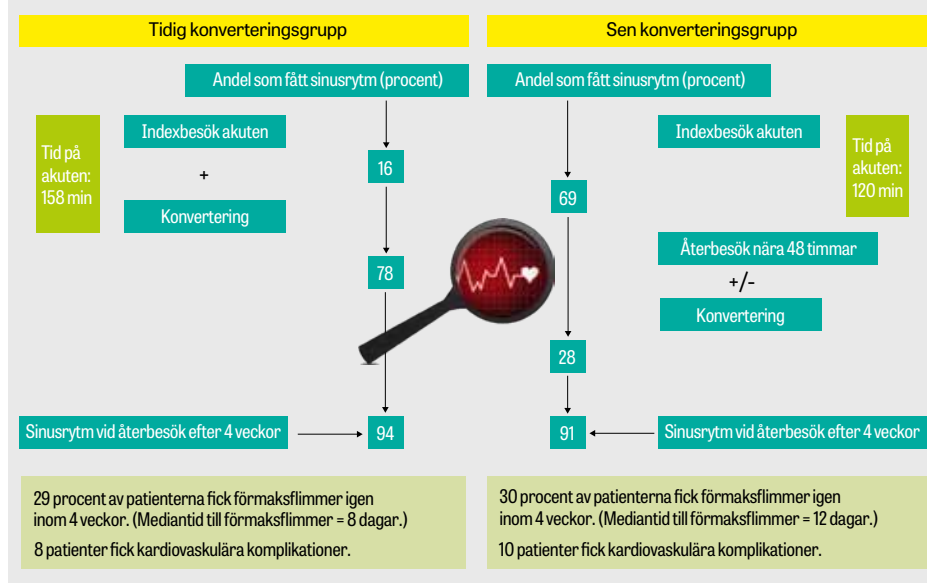 Tidig konverteringsgrupp
Andel som fått sinusrytm (procent)
Tid på
akuten:
158 min
Indexbesök akuten
+
Konvertering
16
78
Sinusrytm vid återbesök efter 4 veckor
94
29 procent av patienterna fick förmaksflimmer igen
inom 4 veckor. (Mediantid till förmaksflimmer = 8 dagar.)
8 patienter fick kardiovaskulära komplikationer.
Sen konverteringsgrupp
Andel som fått sinusrytm (procent)
Indexbesök akuten
Tid på
akuten:
120 min
69
Återbesök nära 48 timmar
+/-
Konvertering
28
91
Sinusrytm vid återbesök efter 4 veckor
30 procent av patienterna fick förmaksflimmer igen
inom 4 veckor. (Mediantid till förmaksflimmer = 12 dagar.)
10 patienter fick kardiovaskulära komplikationer.